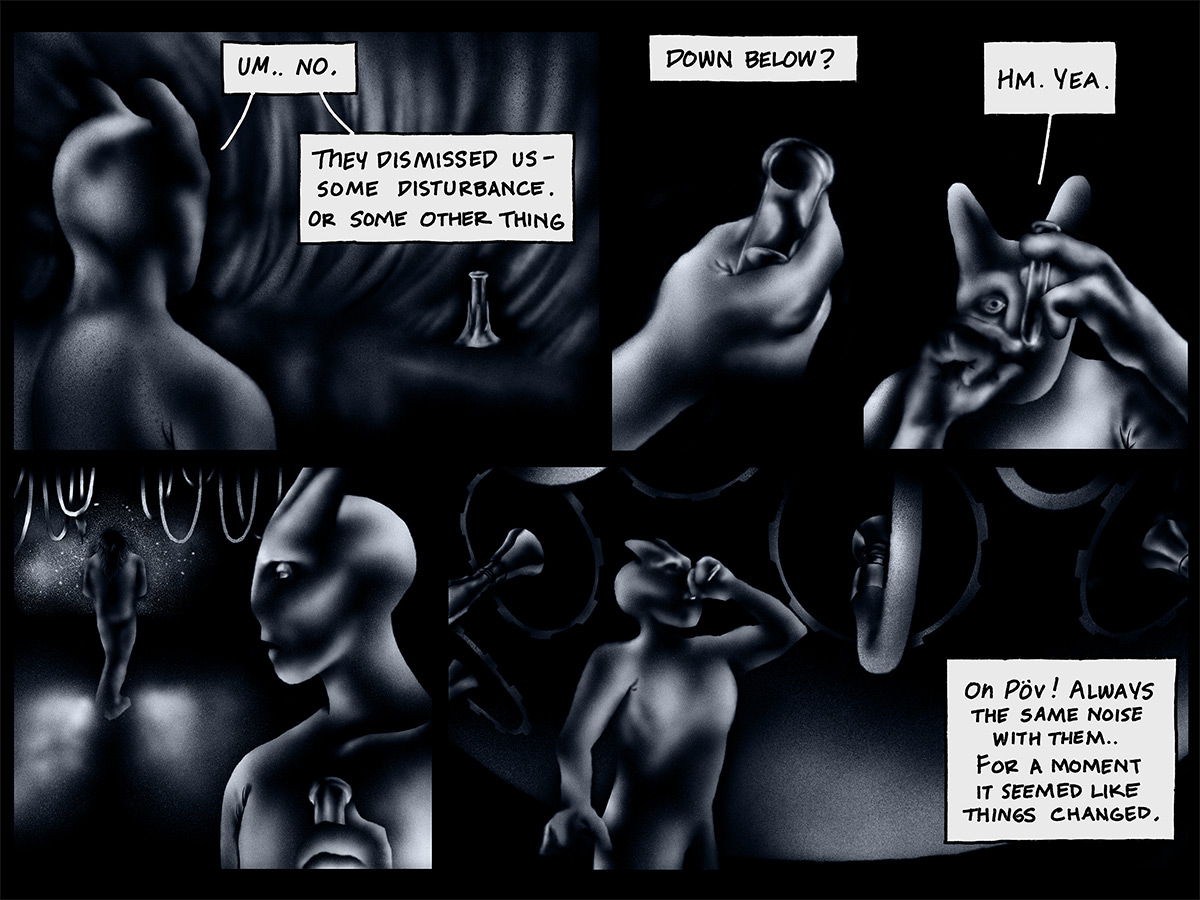 UM.. NO.
THEY DISMISSED US-
SOME DISTURBANCE.
OR SOME OTHER THING
DOWN BELOW?
HM. YEA.
OH PÖV! ALWAYS
THE SAME NOISE
WITH THEM..
FOR A MOMENT
IT SEEMED LIKE
THINGS CHANGED.